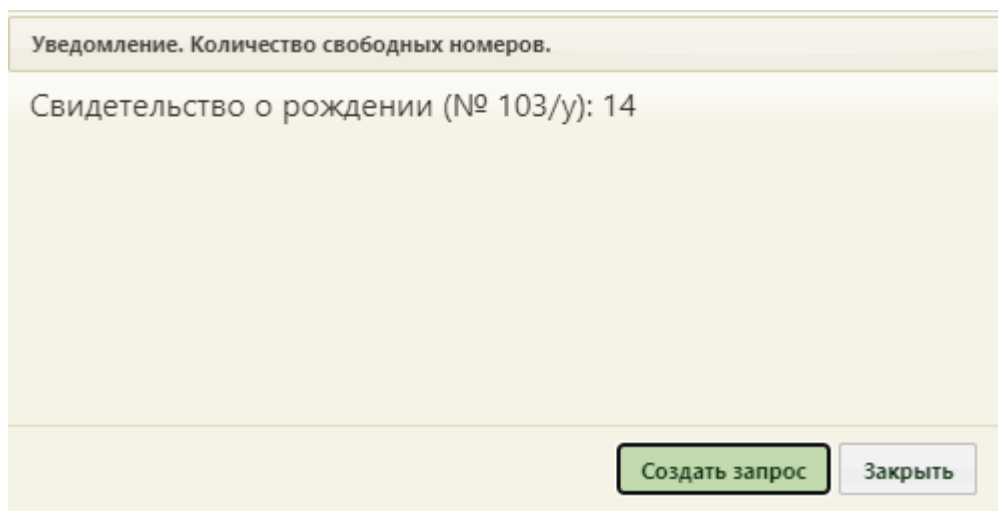 Уведомление. Количество свободных номеров.
Свидетельство о рождении (№ 103/у): 14
Создать запрос
Закрыть